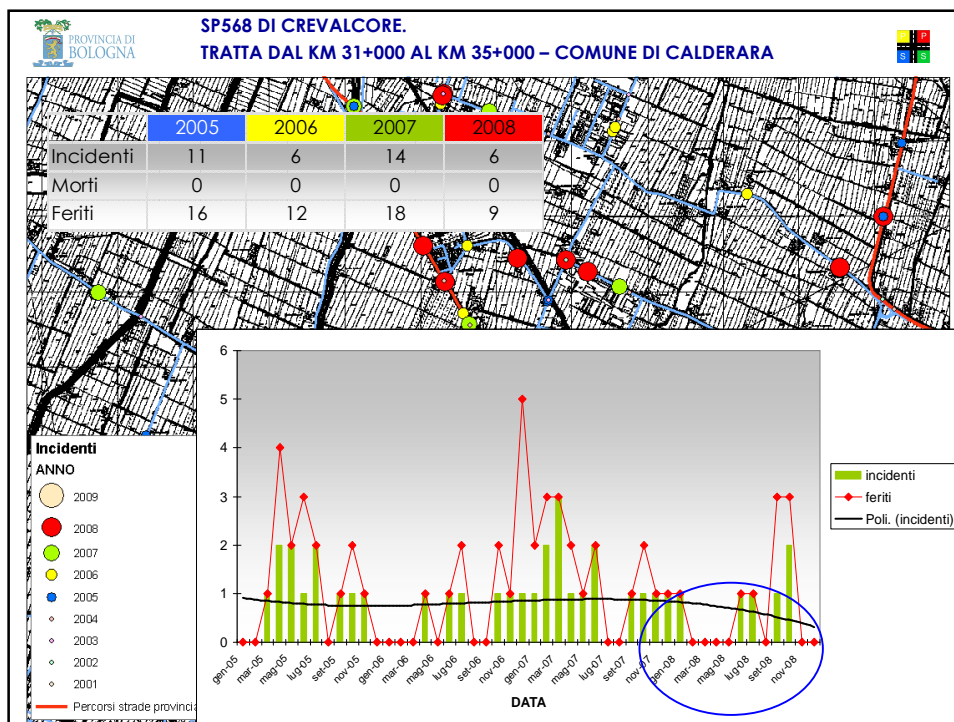 PROVINCIA DI
BOLOGNA
SP568 DI CREVALCORE.
TRATTA DAL KM 31+000 AL KM 35+000 – COMUNE DI CALDERARA
P P
S S
2005 2006 2007 2008
Incidenti 11 6 14 6
Morti 0 0 0 0
Feriti 16 12 18 9
Incidenti
ANNO
2009
2008
2007
2006
2005
2004
2003
2002
2001
Percorsi strade provincia
6
5
4
3
2
1
0
gen-05
mar-05
mag-05
lug-05
set-05
nov-05
gen-06
mar-06
mag-06
lug-06
set-06
nov-06
gen-07
mar-07
mag-07
lug-07
set-07
nov-07
gen-08
mar-08
mag-08
lug-08
set-08
nov-08
DATA
incidenti
feriti
Poli. (incidenti)